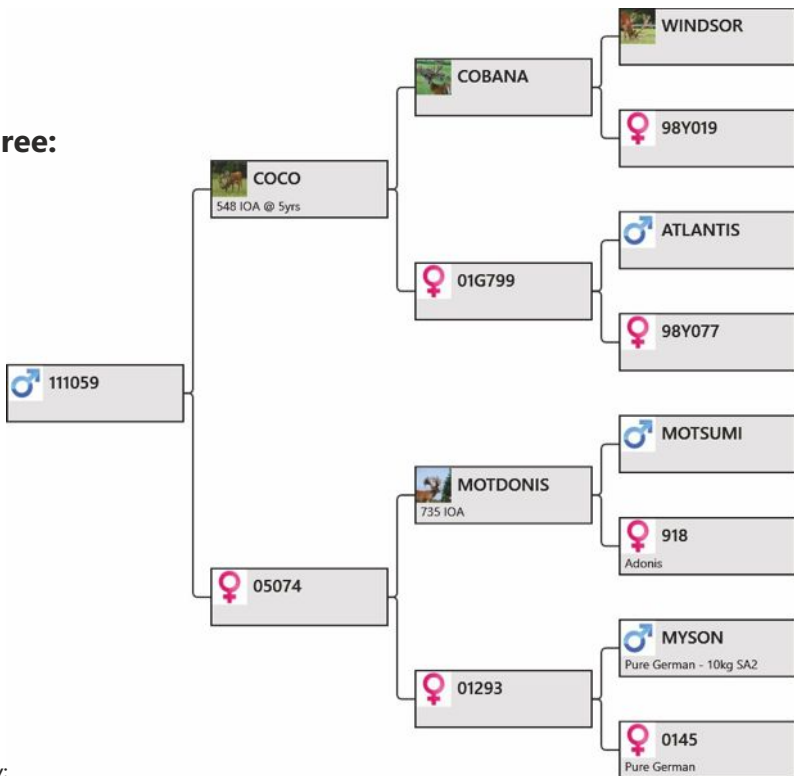 WINDSOR
COBANA
98Y019
ree:
COCO
548 IOA @ 5yrs
ATLANTIS
01G799
98Y077
111059
MOTSUMI
MOTDONIS
735 IOA
918
Adonis
05074
MYSON
Pure German - 10kg SA2
01293
0145
Pure German